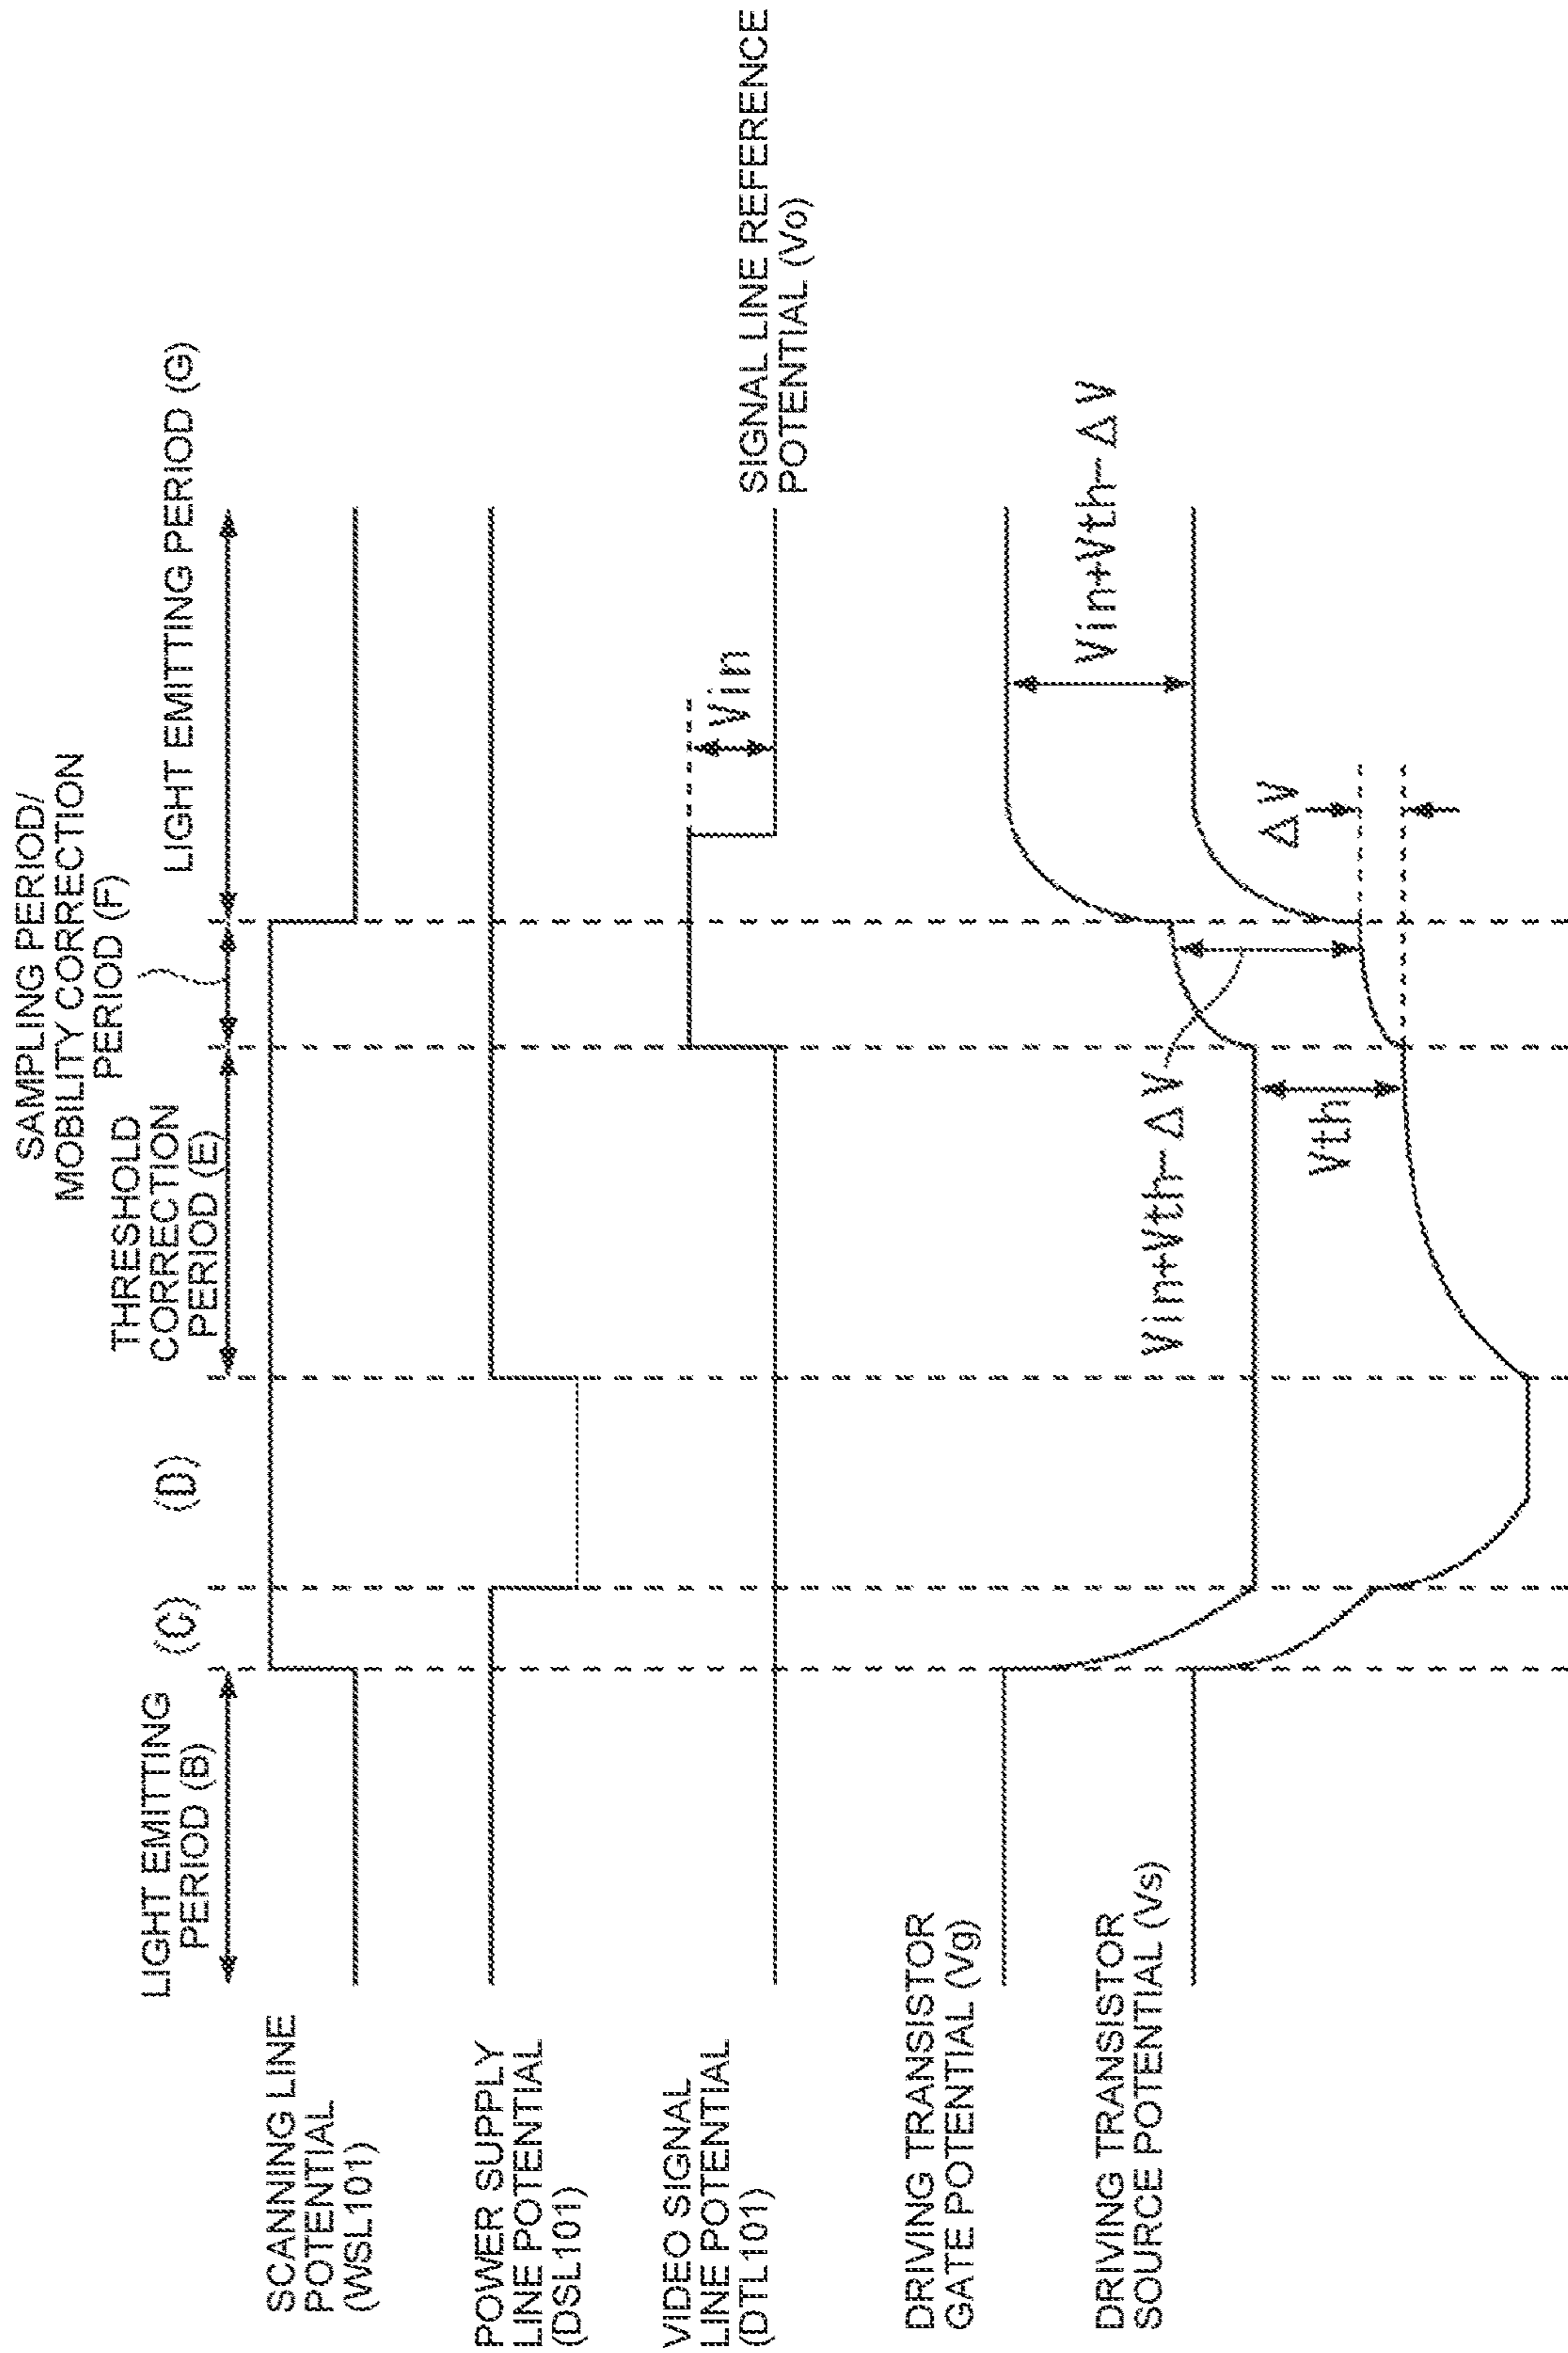 SAMPLING PERIOD/
MOBILITY CORRECTION
PERIOD (F)
THRESHOLD
CORRECTION
PERIOD (E)
LIGHT EMITTING
PERIOD (B)
(C)
(D)
LIGHT EMITTING PERIOD (G)
SCANNING LINE
POTENTIAL
(WSL101)
POWER SUPPLY
LINE POTENTIAL
(DSL101)
VIDEO SIGNAL
LINE POTENTIAL
(DTL101)
Vin
SIGNAL LINE REFERENCE
POTENTIAL (Vo)
DRIVING TRANSISTOR
GATE POTENTIAL (Vg)
DRIVING TRANSISTOR
SOURCE POTENTIAL (Vs)
Vin+Vth-ΔV
Vth
Vin+Vth-ΔV
ΔV